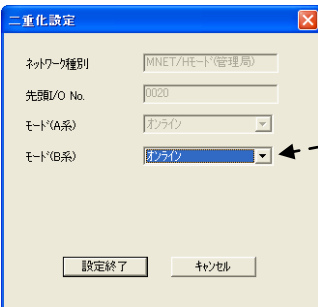 二重化設定
ネットワーク種別 MNET/Hモード(管理局)
先頭I/O No. 0020
モード(A系) オンライン
モード(B系) オンライン
設定終了 キャンセル